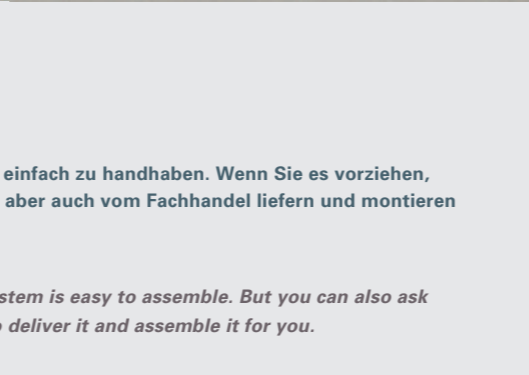 einfach zu handhaben. Wenn Sie es vorziehen,
aber auch vom Fachhandel liefern und montieren
is easy to assemble. But you can also ask
deliver it and assemble it for you.